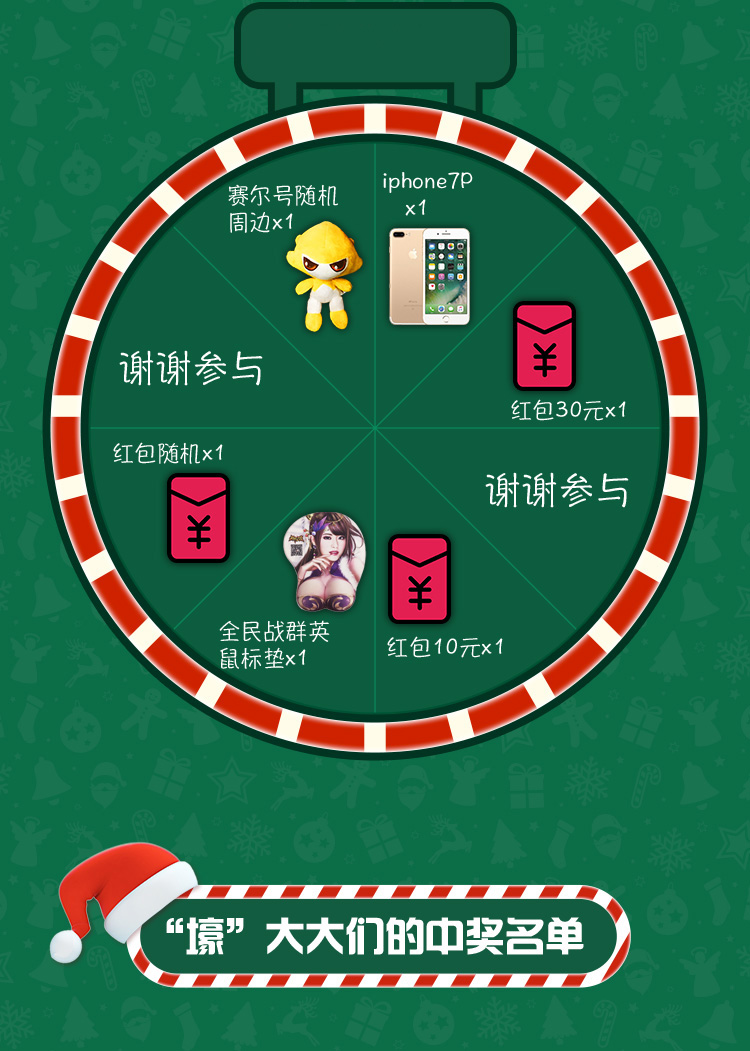 赛尔号随机
周边x1
iphone7P
x1
谢谢参与
红包30元x1
红包随机x1
谢谢参与
全民战群英
鼠标垫x1
红包10元x1
“壕”大大们的中奖名单